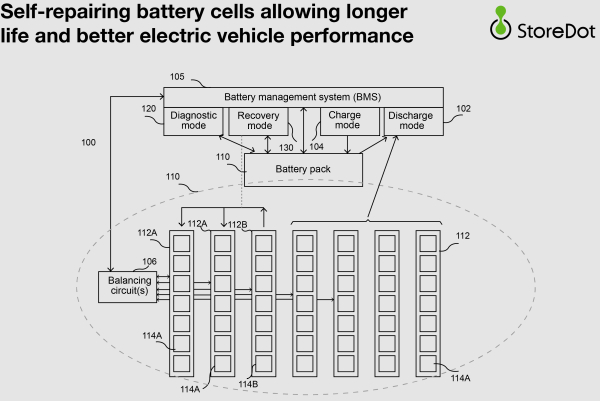 Self-repairing battery cells allowing longer
life and better electric vehicle performance
StoreDot
105
Battery management system (BMS)
120
Diagnostic
mode
Recovery
mode
Charge
mode
Discharge
mode
102
130
104
100
110
Battery pack
110
112A
112A
112B
112
106
Balancing
circuit(s)
114A
114A
114B
114A